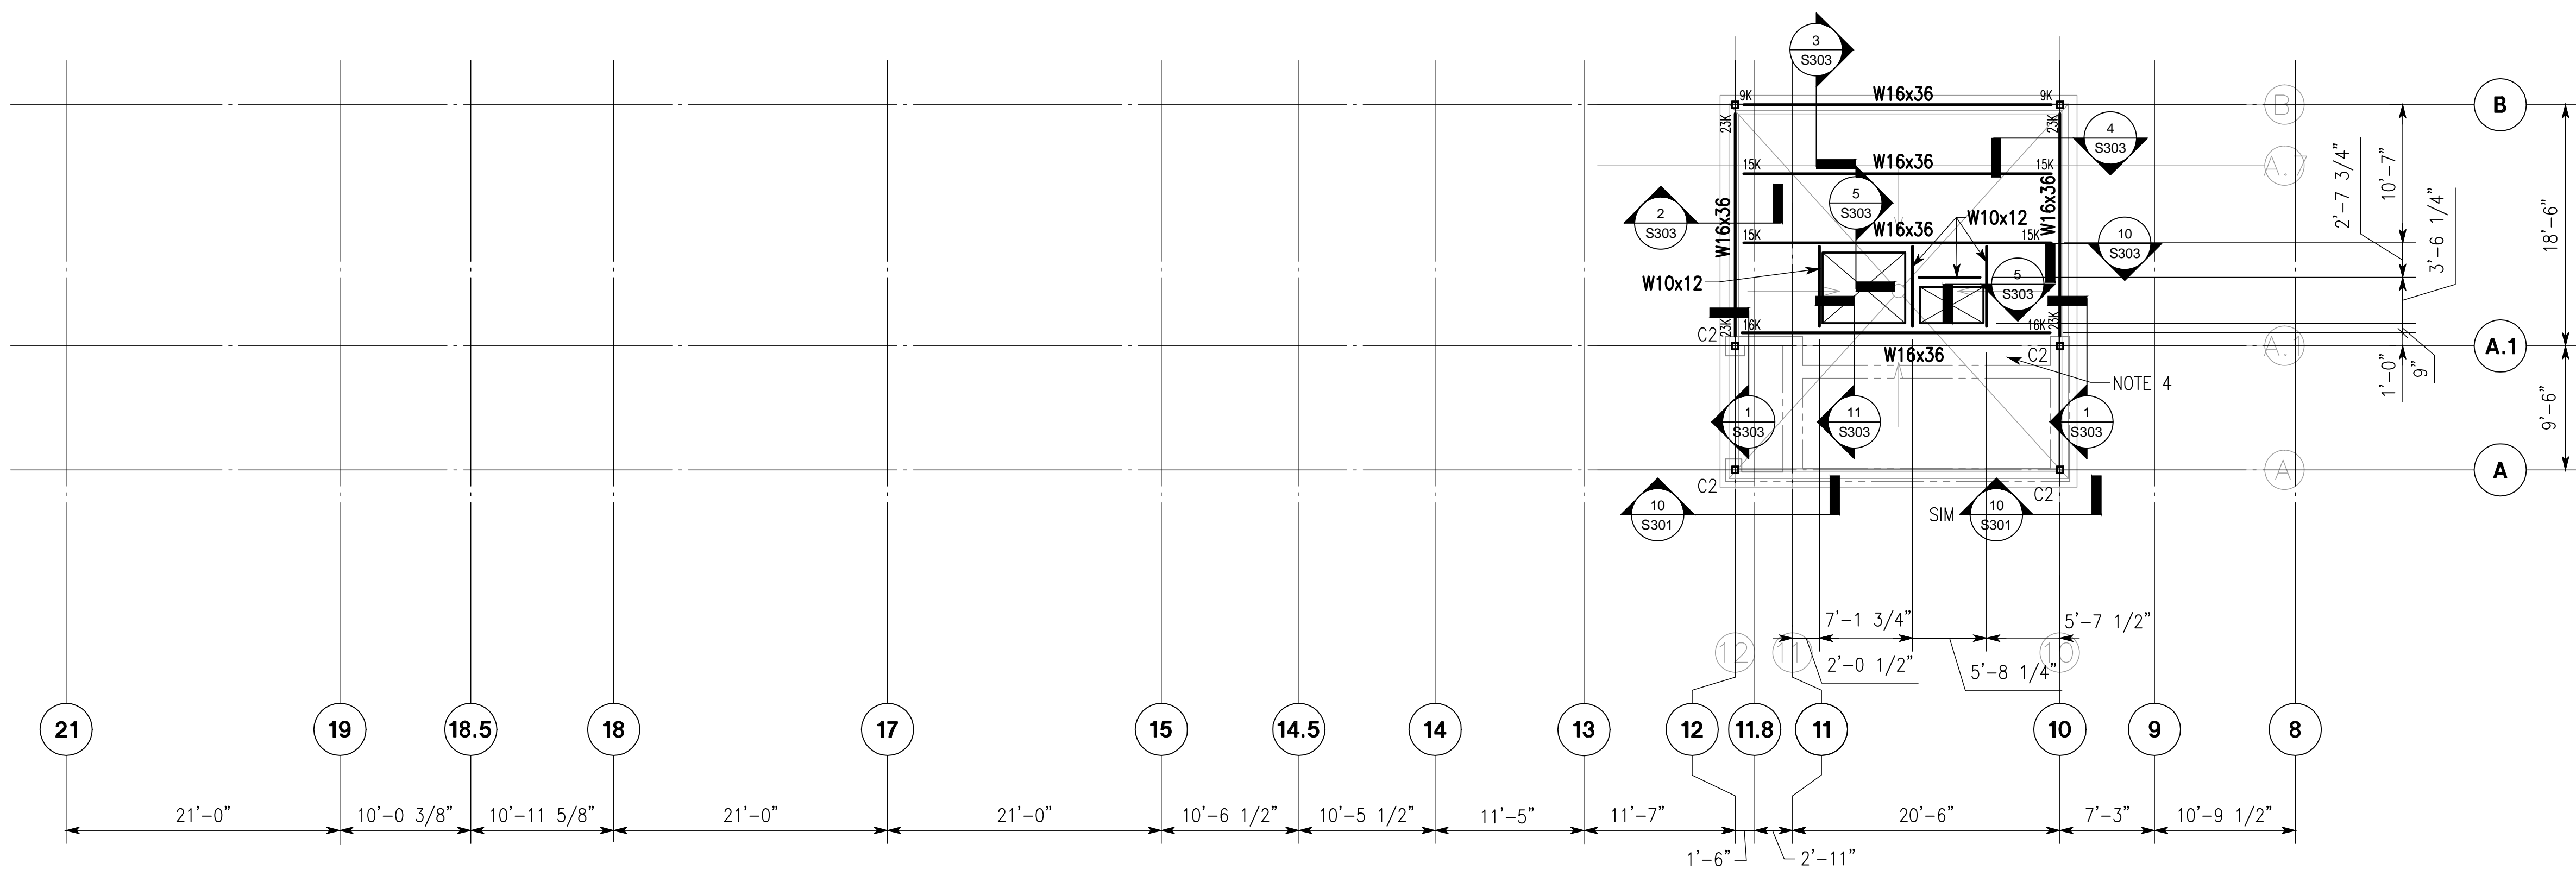 3
S303
9K
W16x36
9K
B
B
23K
23K
4
S303
15K
W16x36
15K
A.7
W16x36
W16x36
2'-7 3/4"
10'-7"
3'-6 1/4"
18'-6"
2
S303
5
S303
W10x12
W16x36
15K
15K
10
S303
W10x12
5
S303
C2
23K
16K
16K
23K
W16x36
C2
A.1
A.1
NOTE 4
1'-0"
9"
9'-6"
1
S303
11
S303
1
S303
A
A
C2
C2
10
S301
SIM
10
S301
7'-1 3/4"
5'-7 1/2"
12
11
10
2'-0 1/2"
5'-8 1/4"
21
19
18.5
18
17
15
14.5
14
13
12
11.8
11
10
9
8
21'-0"
10'-0 3/8"
10'-11 5/8"
21'-0"
21'-0"
10'-6 1/2"
10'-5 1/2"
11'-5"
11'-7"
20'-6"
7'-3"
10'-9 1/2"
1'-6"
2'-11"